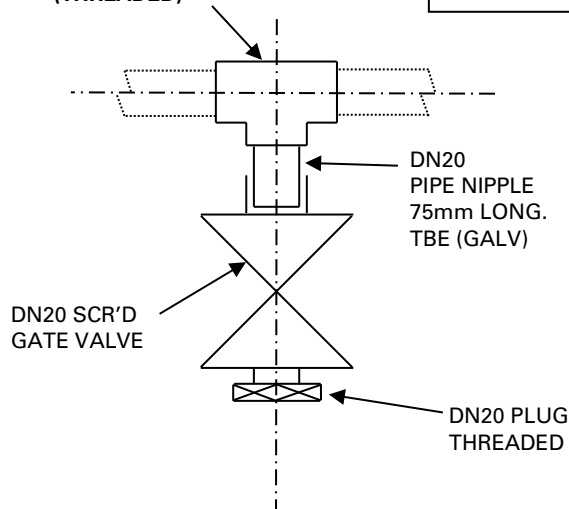 (THREADED)
DN20
PIPE NIPPLE
75mm LONG.
TBE (GALV)
DN20 SCR'D
GATE VALVE
DN20 PLUG
THREADED